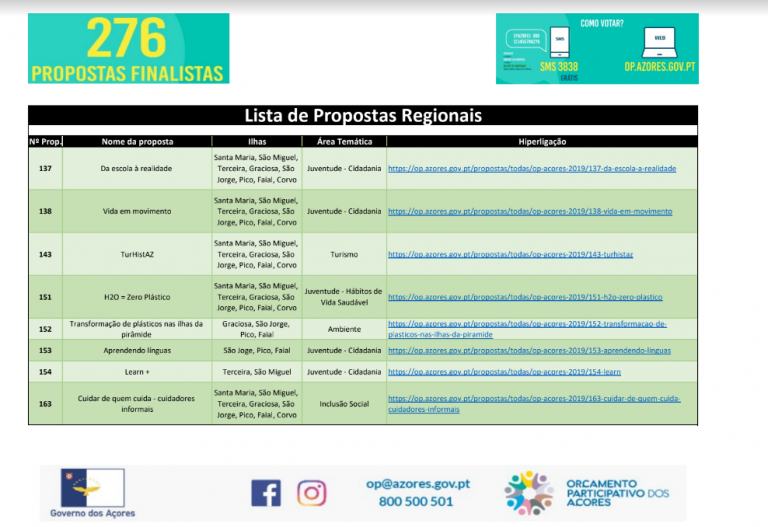 276
PROPOSTAS FINALISTAS
COMO VOTAR?
SMS
WEB
SMS 3838
GRÁTIS
OP.AZORES.GOV.PT
Lista de Propostas Regionais
Nº Prop. Nome da proposta Ilhas Área Temática Hiperligação
137 Da escola à realidade Santa Maria, São Miguel, Terceira, Graciosa, São Jorge, Pico, Faial, Corvo Juventude - Cidadania https://op.azores.gov.pt/propostas/todas/op-acores-2019/137-da-escola-a-realidade
138 Vida em movimento Santa Maria, São Miguel, Terceira, Graciosa, São Jorge, Pico, Faial, Corvo Juventude - Cidadania https://op.azores.gov.pt/propostas/todas/op-acores-2019/138-vida-em-movimento
143 TurHistAZ Santa Maria, São Miguel, Terceira, Graciosa, São Jorge, Pico, Faial, Corvo Turismo https://op.azores.gov.pt/propostas/todas/op-acores-2019/143-turhistaz
151 H2O = Zero Plástico Santa Maria, São Miguel, Terceira, Graciosa, São Jorge, Pico, Faial, Corvo Juventude - Hábitos de Vida Saudável https://op.azores.gov.pt/propostas/todas/op-acores-2019/151-h2o-zero-plastico
152 Transformação de plásticos nas ilhas da pirâmide Graciosa, São Jorge, Pico, Faial Ambiente https://op.azores.gov.pt/propostas/todas/op-acores-2019/152-transformacao-de-plasticos-nas-ilhas-da-piramide
153 Aprendendo línguas São Joge, Pico, Faial Juventude - Cidadania https://op.azores.gov.pt/propostas/todas/op-acores-2019/153-aprendendo-linguas
154 Learn + Terceira, São Miguel Juventude - Cidadania https://op.azores.gov.pt/propostas/todas/op-acores-2019/154-learn
163 Cuidar de quem cuida - cuidadores informais Santa Maria, São Miguel, Terceira, Graciosa, São Jorge, Pico, Faial, Corvo Inclusão Social https://op.azores.gov.pt/propostas/todas/op-acores-2019/163-cuidar-de-quem-cuida-cuidadores-informais
Governo dos Açores
op@azores.gov.pt
800 500 501
ORÇAMENTO
PARTICIPATIVO DOS
AÇORES